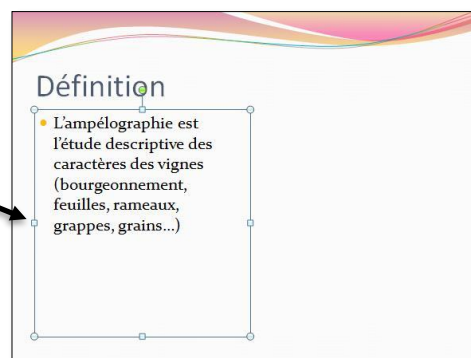 Définition
• L'ampélographie est
l'étude descriptive des
caractères des vignes
(bourgeonnement,
feuilles, rameaux,
grappes, grains...)